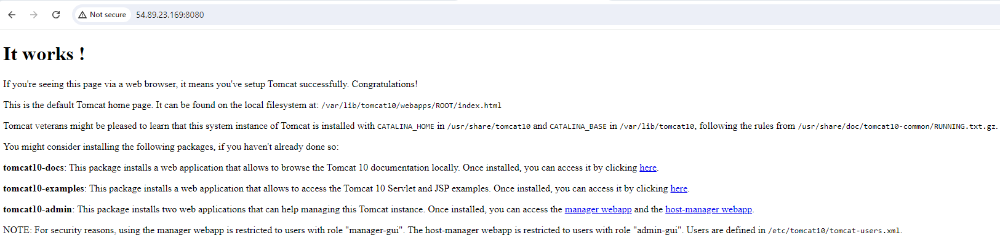 Not secure 54.89.23.169:8080
It works !
If you're seeing this page via a web browser, it means you've setup Tomcat successfully. Congratulations!
This is the default Tomcat home page. It can be found on the local filesystem at: /var/lib/tomcat10/webapps/ROOT/index.html
Tomcat veterans might be pleased to learn that this system instance of Tomcat is installed with CATALINA_HOME in /usr/share/tomcat10 and CATALINA_BASE in /var/lib/tomcat10, following the rules from /usr/share/doc/tomcat10-common/RUNNING.txt.gz.
You might consider installing the following packages, if you haven't already done so:
tomcat10-docs: This package installs a web application that allows to browse the Tomcat 10 documentation locally. Once installed, you can access it by clicking here.
tomcat10-examples: This package installs a web application that allows to access the Tomcat 10 Servlet and JSP examples. Once installed, you can access it by clicking here.
tomcat10-admin: This package installs two web applications that can help managing this Tomcat instance. Once installed, you can access the manager webapp and the host-manager webapp.
NOTE: For security reasons, using the manager webapp is restricted to users with role "manager-gui". The host-manager webapp is restricted to users with role "admin-gui". Users are defined in /etc/tomcat10/tomcat-users.xml.